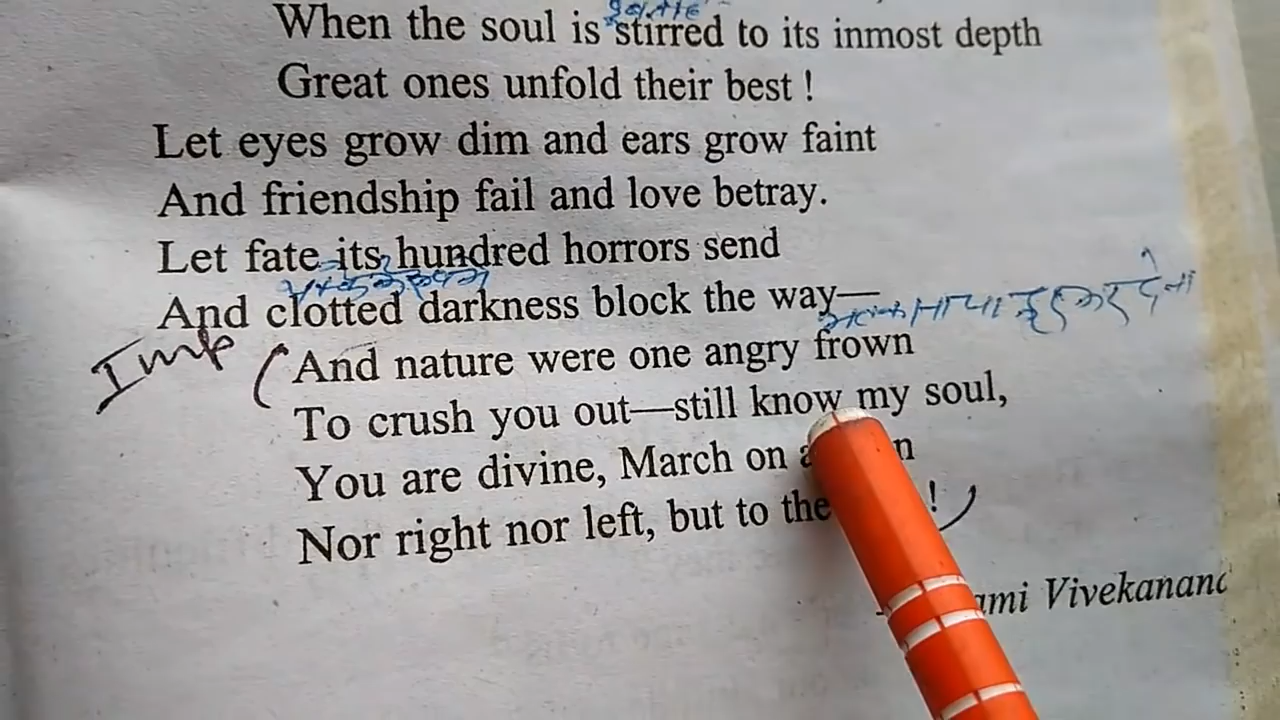 When the soul is stirred to its inmost depth
Great ones unfold their best !
Let eyes grow dim and ears grow faint
And friendship fail and love betray.
Let fate its hundred horrors send
And clotted darkness block the way—
Imp
And nature were one angry frown
To crush you out—still know my soul,
You are divine, March on
Nor right nor left, but to the !
Vivekanand